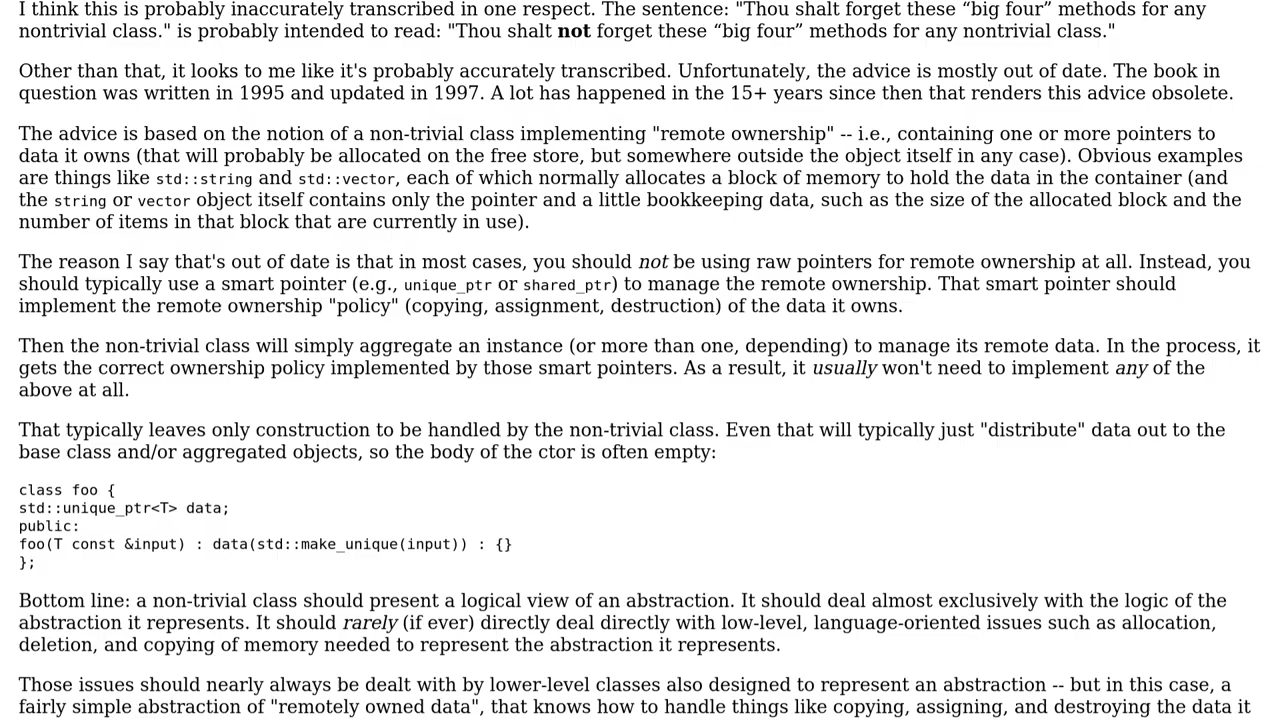 I think this is probably inaccurately transcribed in one respect. The sentence: "Thou shalt forget these “big four” methods for any
nontrivial class." is probably intended to read: "Thou shalt not forget these “big four” methods for any nontrivial class."
Other than that, it looks to me like it's probably accurately transcribed. Unfortunately, the advice is mostly out of date. The book in
question was written in 1995 and updated in 1997. A lot has happened in the 15+ years since then that renders this advice obsolete.
The advice is based on the notion of a non-trivial class implementing "remote ownership" -- i.e., containing one or more pointers to
data it owns (that will probably be allocated on the free store, but somewhere outside the object itself in any case). Obvious examples
are things like std::string and std::vector, each of which normally allocates a block of memory to hold the data in the container (and
the string or vector object itself contains only the pointer and a little bookkeeping data, such as the size of the allocated block and the
number of items in that block that are currently in use).
The reason I say that's out of date is that in most cases, you should not be using raw pointers for remote ownership at all. Instead, you
should typically use a smart pointer (e.g., unique_ptr or shared_ptr) to manage the remote ownership. That smart pointer should
implement the remote ownership "policy" (copying, assignment, destruction) of the data it owns.
Then the non-trivial class will simply aggregate an instance (or more than one, depending) to manage its remote data. In the process, it
gets the correct ownership policy implemented by those smart pointers. As a result, it usually won't need to implement any of the
above at all.
That typically leaves only construction to be handled by the non-trivial class. Even that will typically just "distribute" data out to the
base class and/or aggregated objects, so the body of the ctor is often empty:
class foo {
std::unique_ptr<T> data;
public:
foo(T const &input) : data(std::make_unique(input)) : {}
};
Bottom line: a non-trivial class should present a logical view of an abstraction. It should deal almost exclusively with the logic of the
abstraction it represents. It should rarely (if ever) directly deal directly with low-level, language-oriented issues such as allocation,
deletion, and copying of memory needed to represent the abstraction it represents.
Those issues should nearly always be dealt with by lower-level classes also designed to represent an abstraction -- but in this case, a
fairly simple abstraction of "remotely owned data", that knows how to handle things like copying, assigning, and destroying the data it